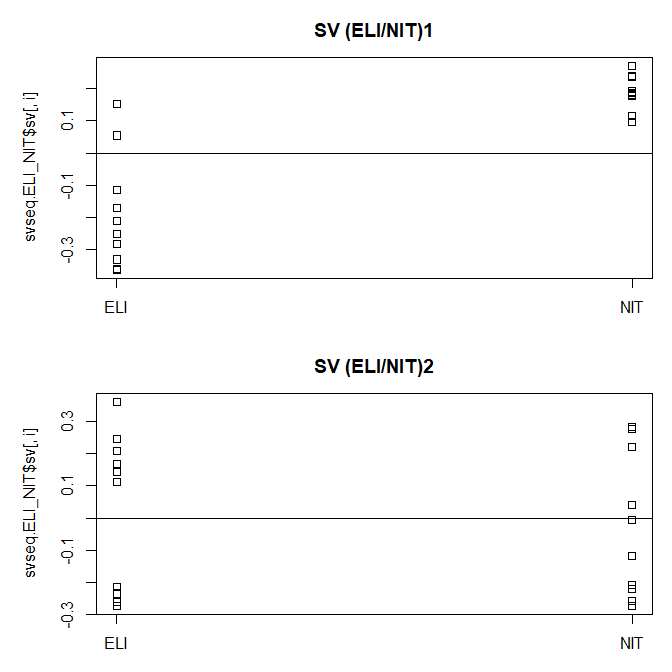 SV (ELI/NIT)1
svseq.ELI_NIT$sv[, i]
0.1
-0.1
-0.3
ELI
NIT
SV (ELI/NIT)2
svseq.ELI_NIT$sv[, i]
0.3
0.1
-0.1
-0.3
ELI
NIT